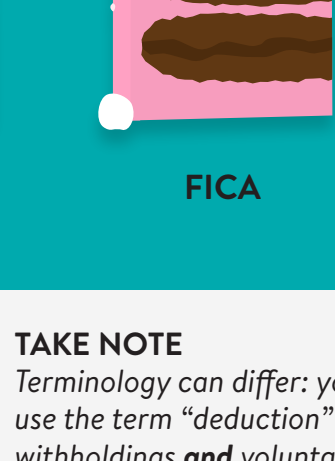 FICA
TAKE NOTE
Terminology can differ: yo
use the term “deduction”
withholdings and volunta